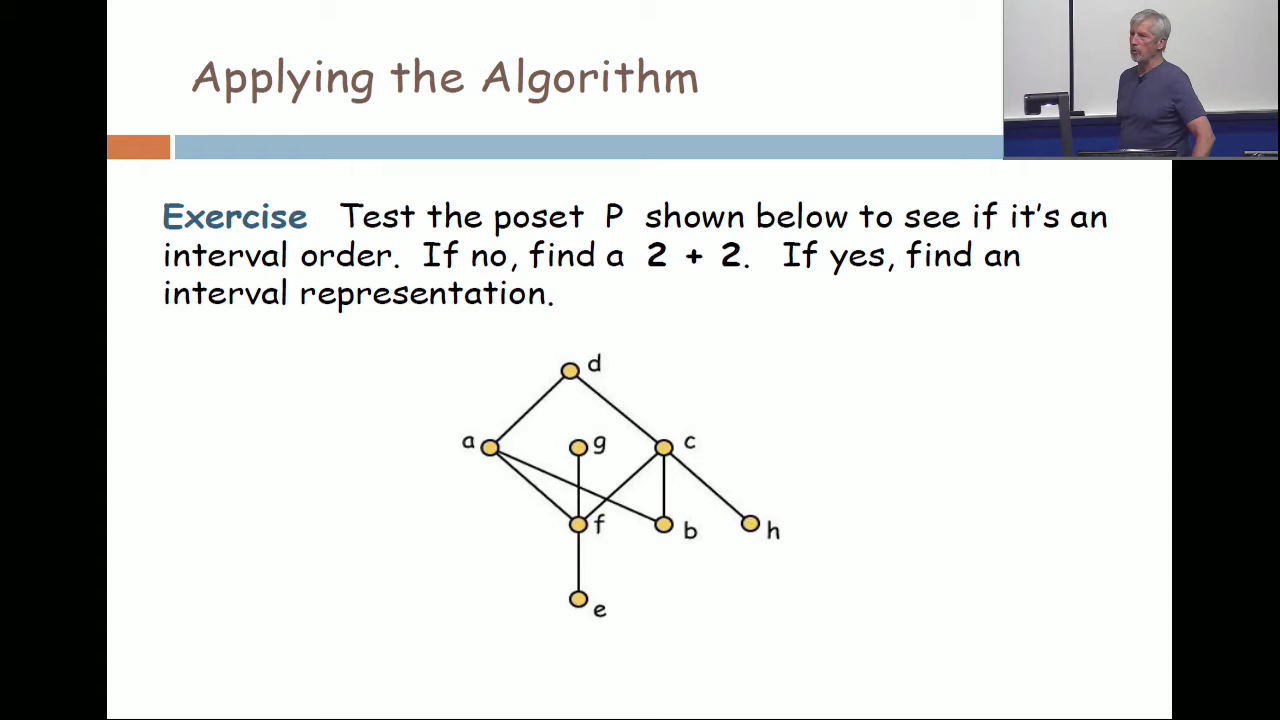 Applying the Algorithm
Exercise Test the poset P shown below to see if it's an
interval order. If no, find a 2 + 2. If yes, find an
interval representation.
d
a
g
c
f
b
h
e